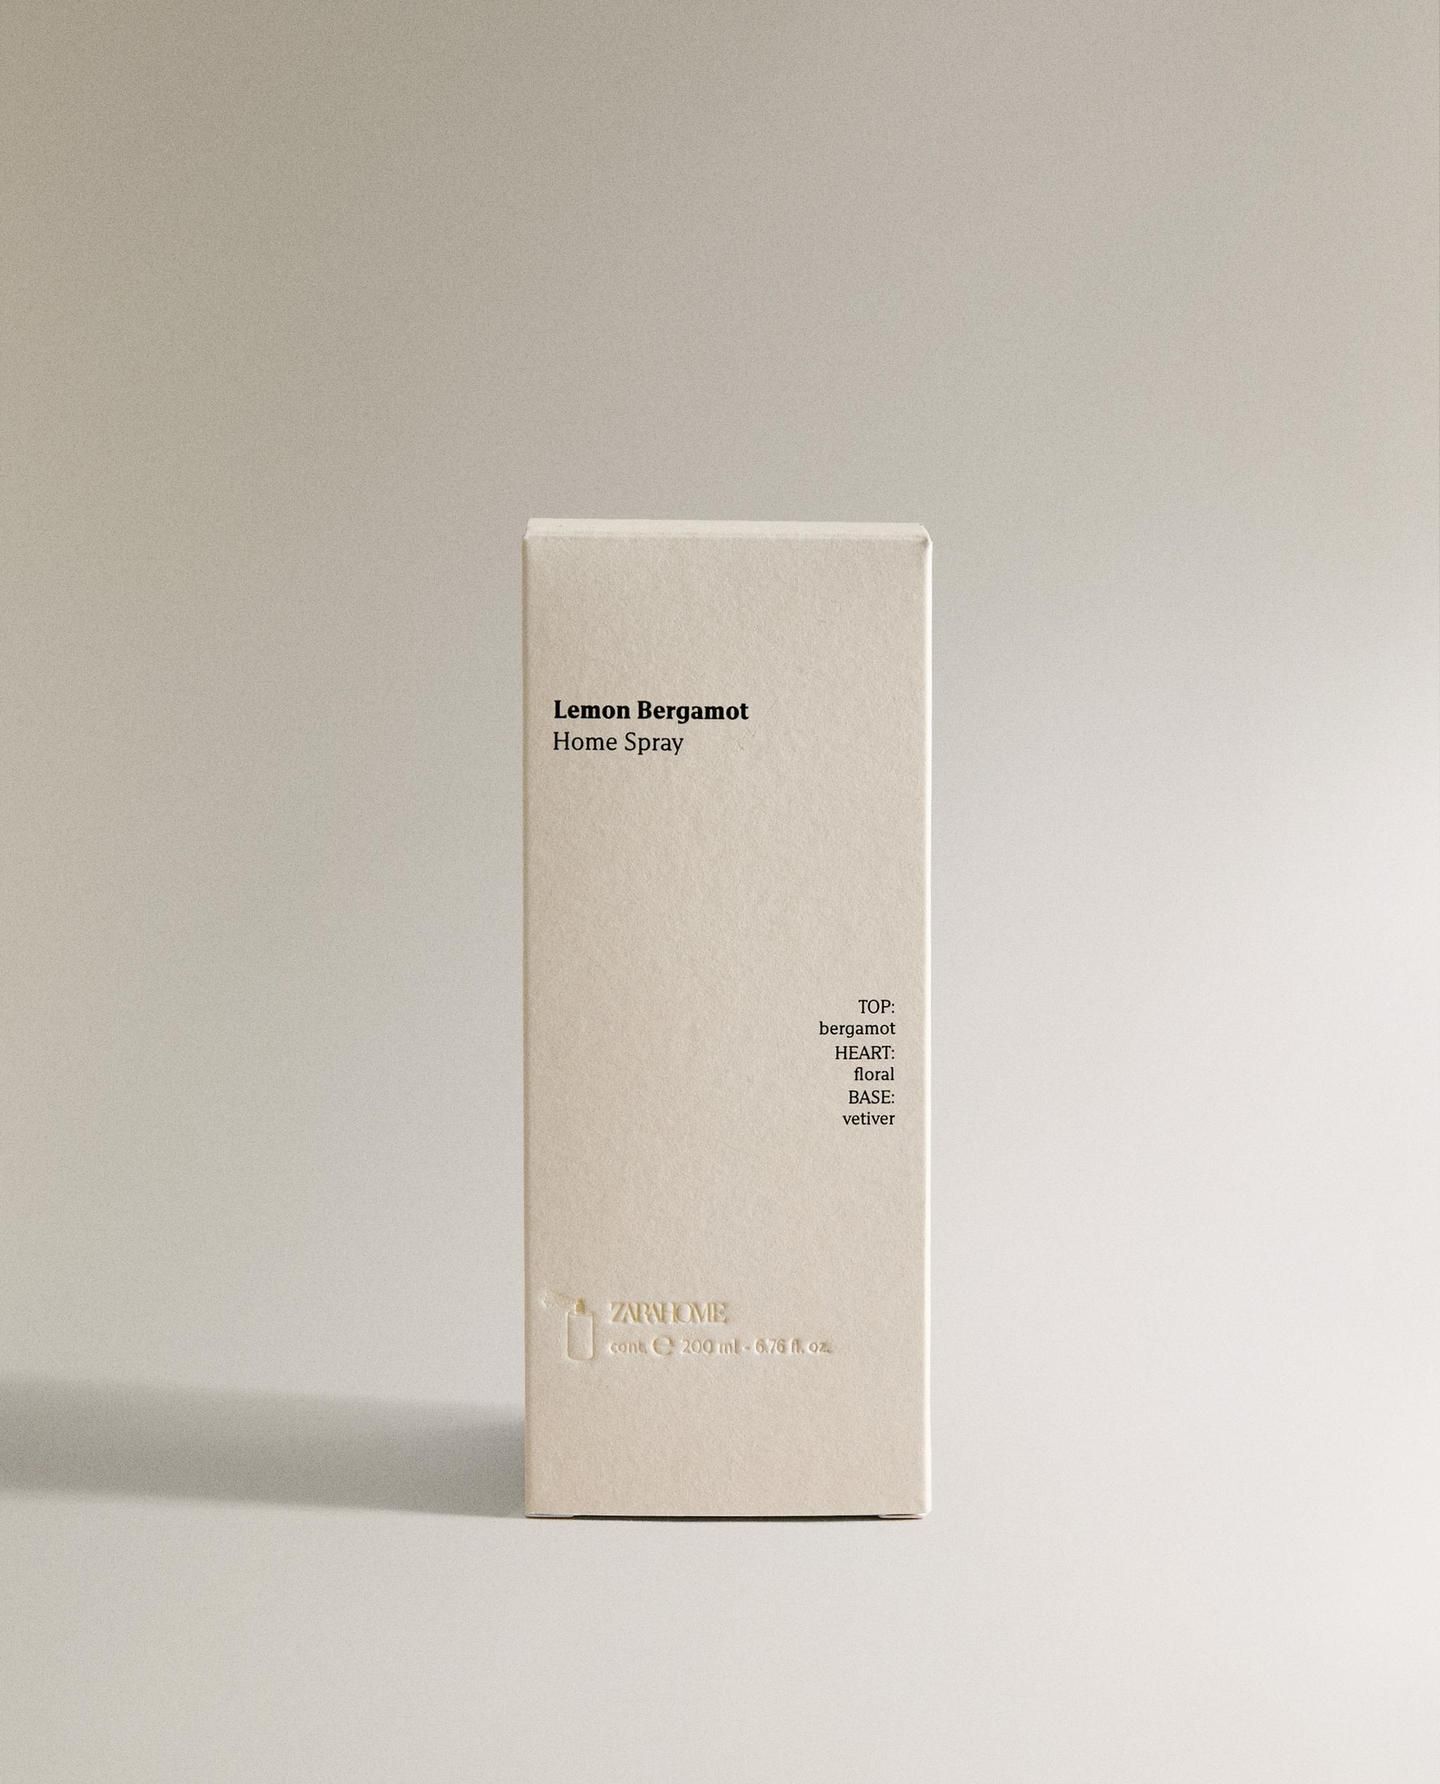 Lemon Bergamot
Home Spray
TOP:
bergamot
HEART:
floral
BASE:
vetiver
ZARAHOME
cont. ℮ 200 ml - 6.76 fl. oz.